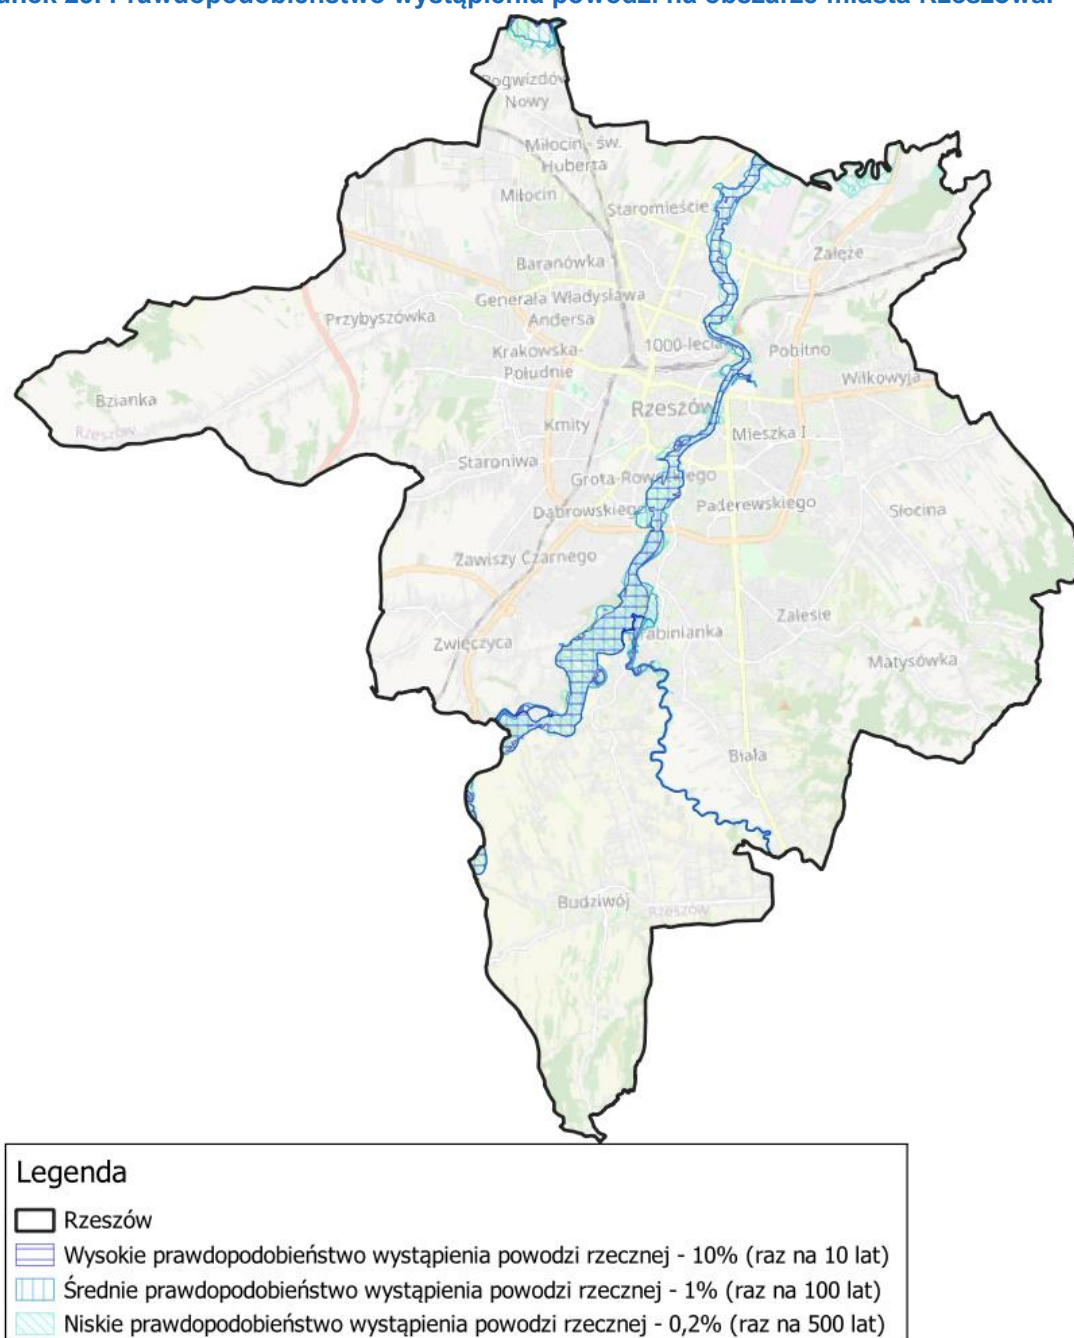 unek 20. Prawdopodobieństwo wystąpienia powodzi na obszarze miasta Rzeszowa.
Pogwizdów
Nowy
Miłocin - św.
Huberta
Miłocin
Staromieście
Załęże
Baranówka
Generała Władysława
Andersa
Przybyszówka
1000-lecia
Pobitno
Krakowska-
Południe
Wilkowyja
Bzianka
Rzeszów
Rzeszów
Kmity
Mieszka I
Staroniwa
Grota-Roweckiego
Dąbrowskiego
Paderewskiego
Słocina
Zawiszy Czarnego
Zalesie
Zwięczyca
Drabinianka
Matysówka
Biała
Budziwój
Rzeszów
Legenda
Rzeszów
Wysokie prawdopodobieństwo wystąpienia powodzi rzecznej - 10% (raz na 10 lat)
Średnie prawdopodobieństwo wystąpienia powodzi rzecznej - 1% (raz na 100 lat)
Niskie prawdopodobieństwo wystąpienia powodzi rzecznej - 0,2% (raz na 500 lat)